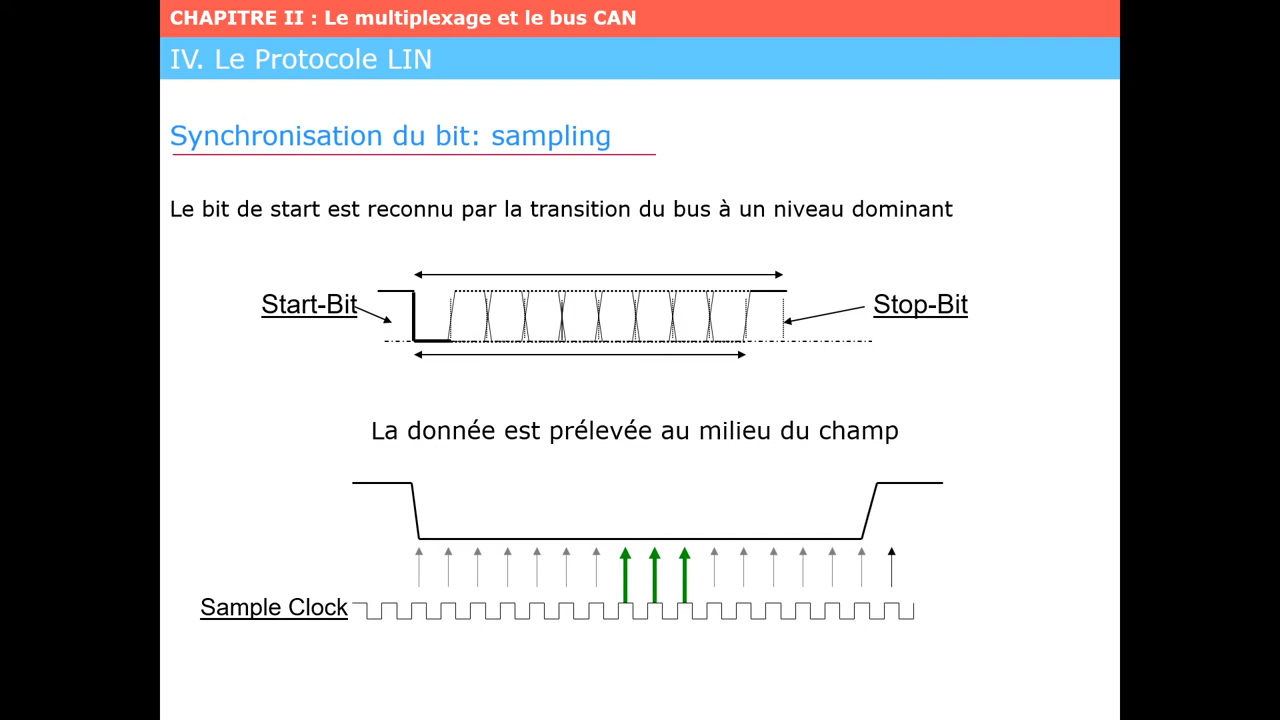 CHAPITRE II : Le multiplexage et le bus CAN
IV. Le Protocole LIN
Synchronisation du bit: sampling
Le bit de start est reconnu par la transition du bus à un niveau dominant
Start-Bit
Stop-Bit
La donnée est prélevée au milieu du champ
Sample Clock